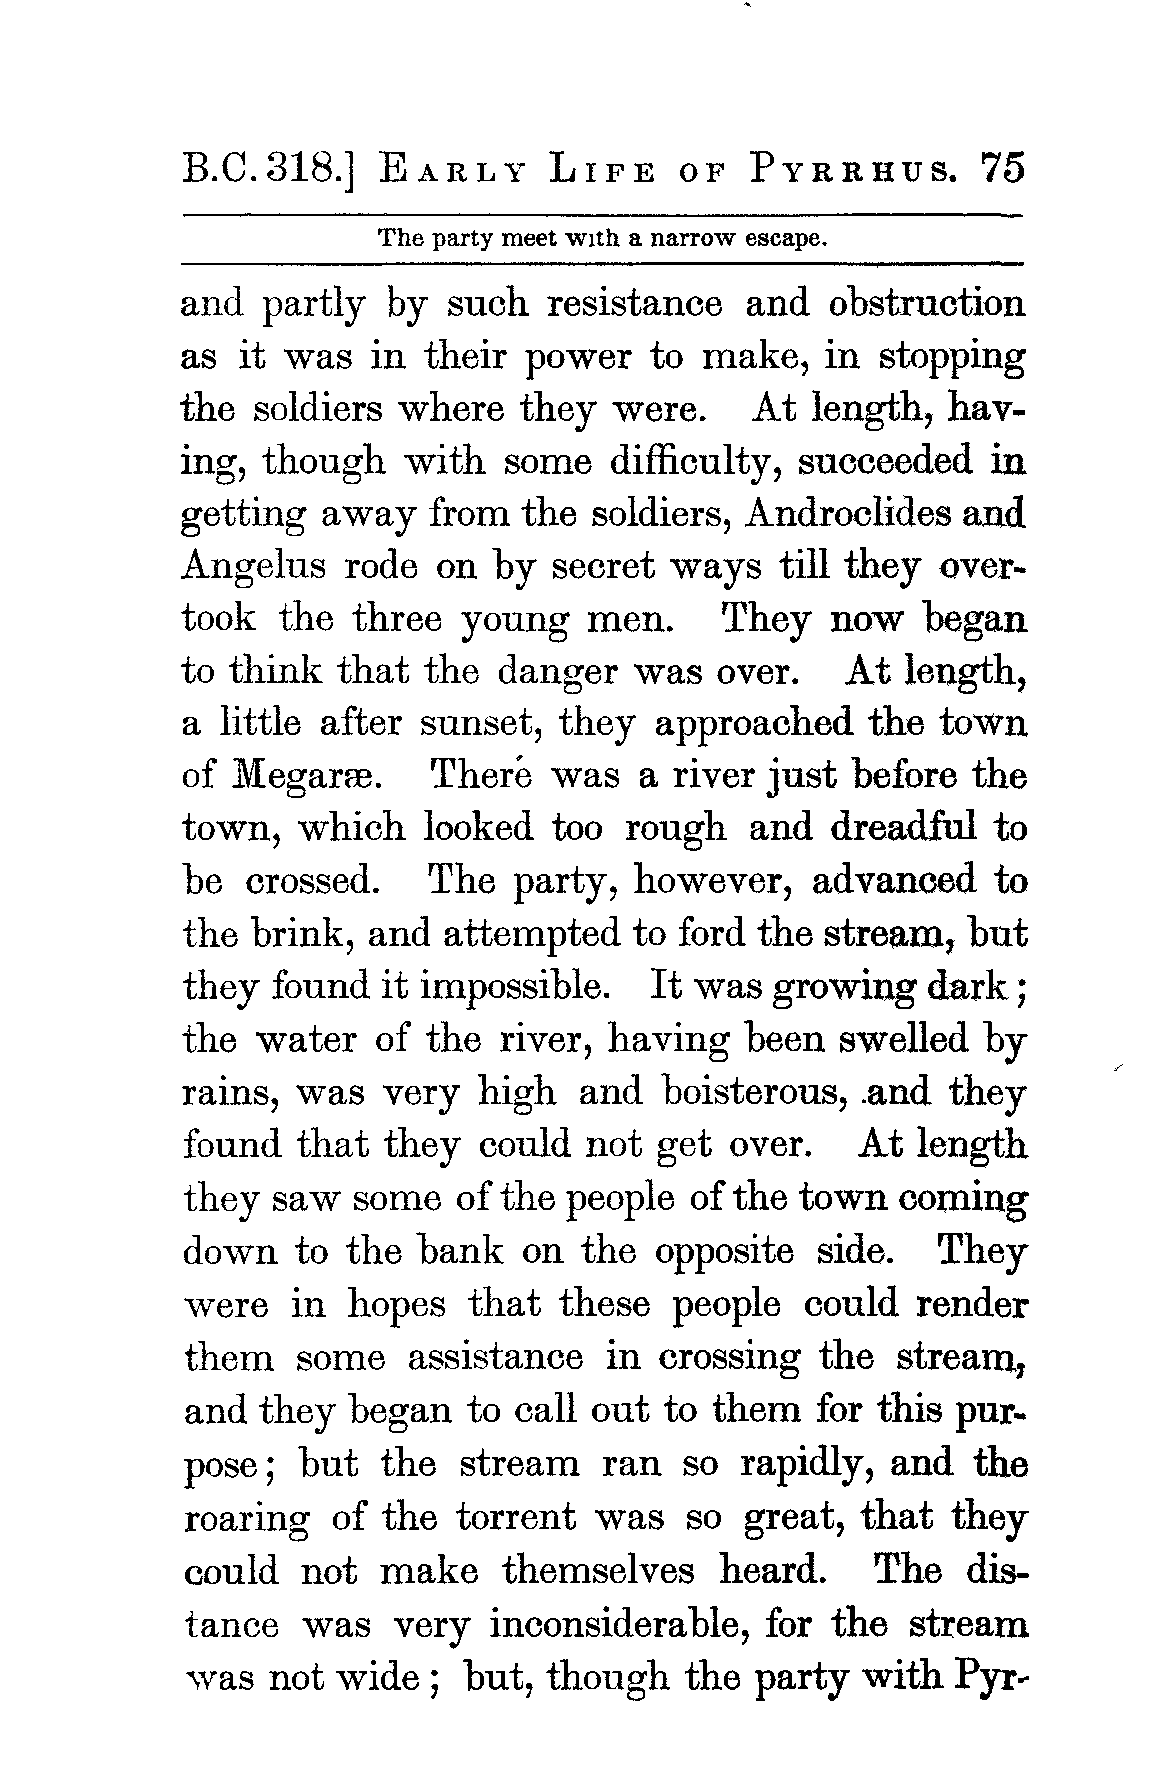 B.C. 318.] EARLY LIFE OF PYRRHUS. 75
The party meet with a narrow escape.
and partly by such resistance and obstruction
as it was in their power to make, in stopping
the soldiers where they were. At length, hav-
ing, though with some difficulty, succeeded in
getting away from the soldiers, Androclides and
Angelus rode on by secret ways till they over-
took the three young men. They now began
to think that the danger was over. At length,
a little after sunset, they approached the town
of Megaræ. There was a river just before the
town, which looked too rough and dreadful to
be crossed. The party, however, advanced to
the brink, and attempted to ford the stream, but
they found it impossible. It was growing dark;
the water of the river, having been swelled by
rains, was very high and boisterous, and they
found that they could not get over. At length
they saw some of the people of the town coming
down to the bank on the opposite side. They
were in hopes that these people could render
them some assistance in crossing the stream,
and they began to call out to them for this pur-
pose; but the stream ran so rapidly, and the
roaring of the torrent was so great, that they
could not make themselves heard. The dis-
tance was very inconsiderable, for the stream
was not wide; but, though the party with Pyr-